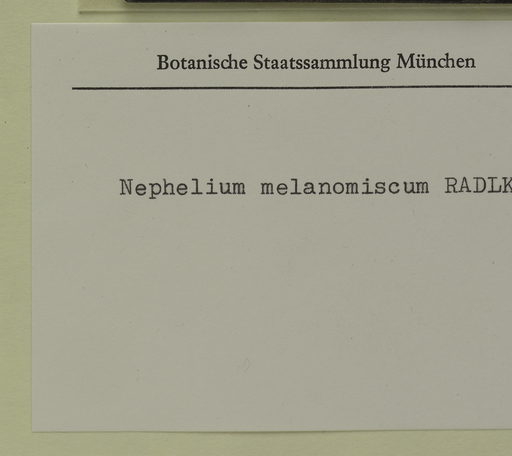 Botanische Staatssammlung München
Nephelium melanomiscum RADLK